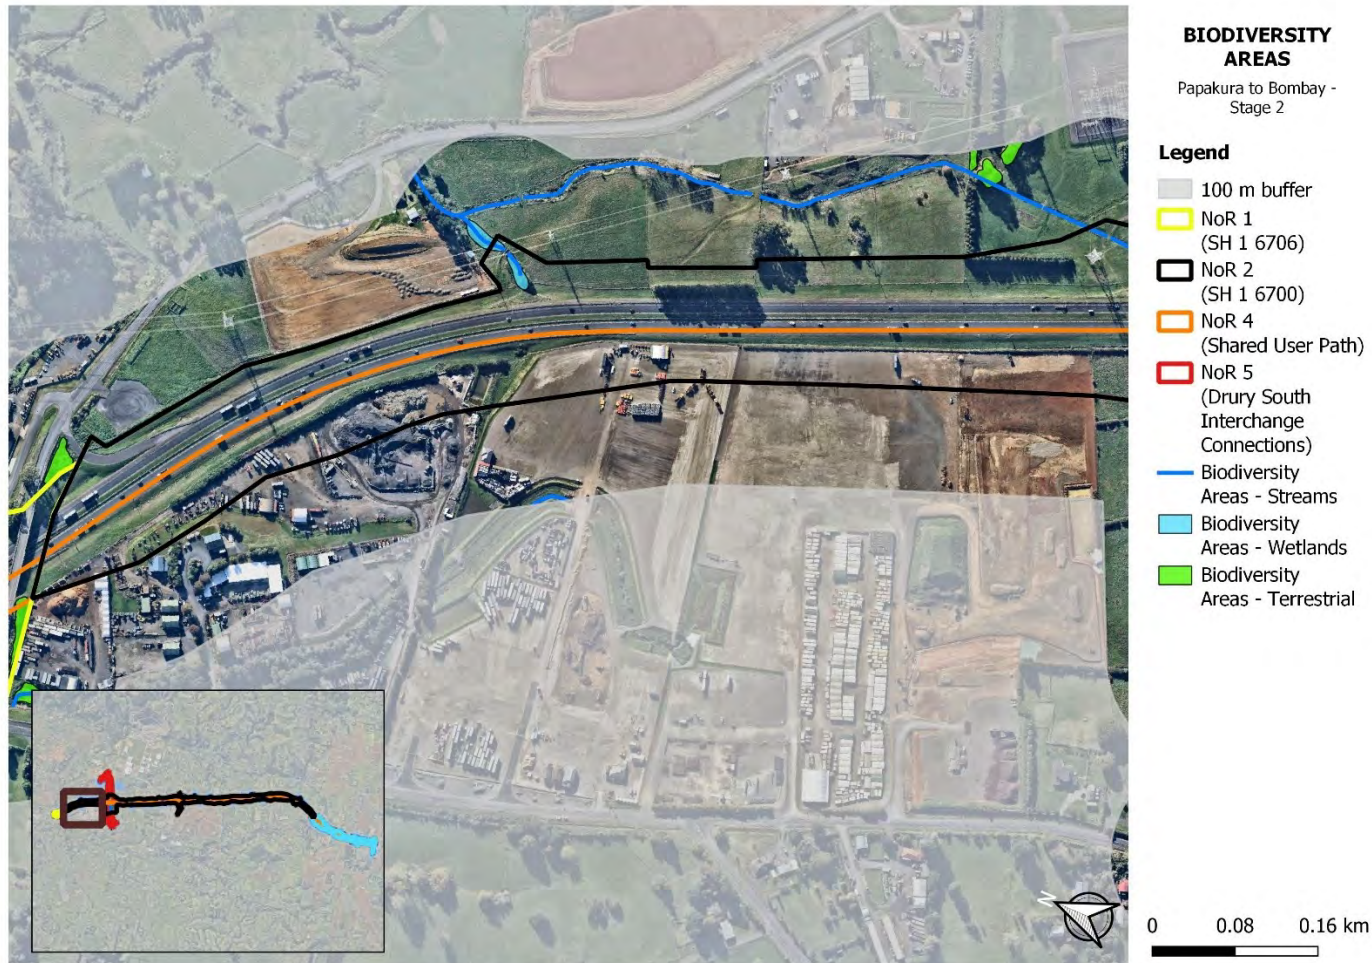 BIODIVERSITY
AREAS
Papakura to Bombay -
Stage 2
Legend
100 m buffer
NoR 1
(SH 1 6706)
NoR 2
(SH 1 6700)
NoR 4
(Shared User Path)
NoR 5
(Drury South
Interchange
Connections)
Biodiversity
Areas - Streams
Biodiversity
Areas - Wetlands
Biodiversity
Areas - Terrestrial
N
0 0.08 0.16 km